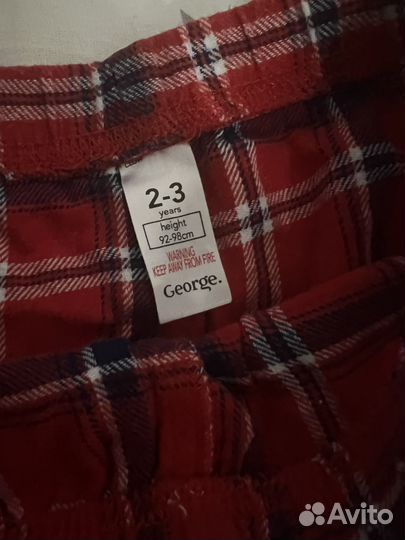 2-3
years
height
92-98cm
WARNING
KEEP AWAY FROM FIRE
George.
Avito